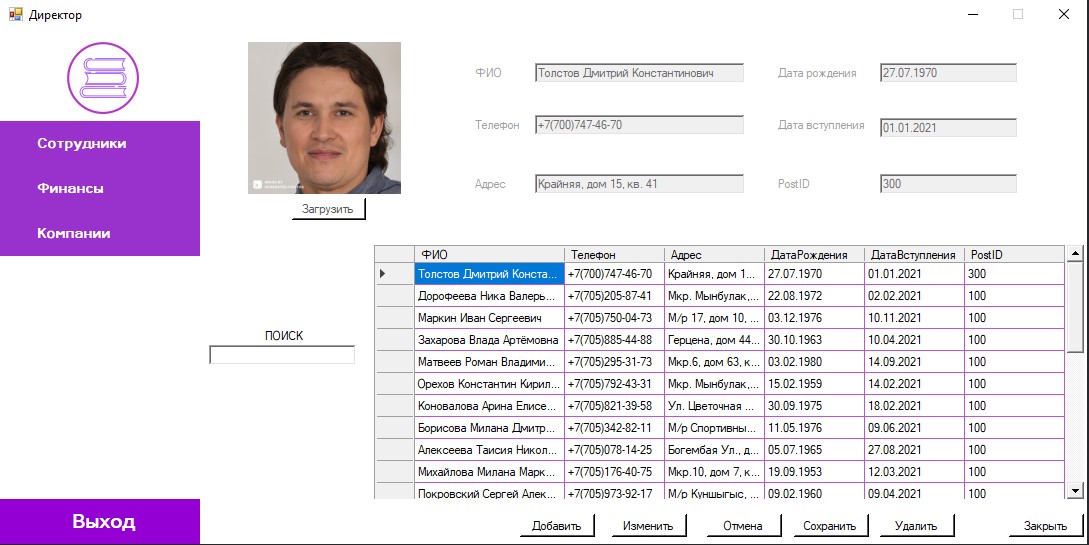 Директор
Сотрудники
Финансы
Компании
Выход
Загрузить
ФИО Толстов Дмитрий Константинович Дата рождения 27.07.1970
Телефон +7(700)747-46-70 Дата вступления 01.01.2021
Адрес Крайняя, дом 15, кв. 41 PostID 300
ПОИСК
ФИО Телефон Адрес ДатаРождения ДатаВступления PostID
Толстов Дмитрий Конста... +7(700)747-46-70 Крайняя, дом 1... 27.07.1970 01.01.2021 300
Дорофеева Ника Валерь... +7(705)205-87-41 Мкр. Мынбулак,... 22.08.1972 02.02.2021 100
Маркин Иван Сергеевич +7(705)750-04-73 М/р 17, дом 10, ... 03.12.1976 10.11.2021 100
Захарова Влада Артёмовна +7(705)885-44-88 Герцена, дом 44... 30.10.1963 10.04.2021 100
Матвеев Роман Владими... +7(705)295-31-73 Мкр.6, дом 63, к... 03.02.1980 14.09.2021 100
Орехов Константин Кирил... +7(705)792-43-31 Мкр. Мынбулак,... 15.02.1959 14.02.2021 100
Коновалова Арина Елисе... +7(705)821-39-58 Ул. Цветочная ... 30.09.1975 18.02.2021 100
Борисова Милана Дмитр... +7(705)342-82-11 М/р Спортивны... 11.05.1976 09.06.2021 100
Алексеева Таисия Никол... +7(705)078-14-25 Богембая Ул., д... 05.07.1965 27.08.2021 100
Михайлова Милана Марк... +7(705)176-40-75 Мкр.10, дом 7, к... 19.09.1953 12.03.2021 100
Покровский Сергей Алек... +7(705)973-92-17 М/р Куншыгыс, ... 09.02.1960 09.04.2021 100
Добавить Изменить Отмена Сохранить Удалить Закрыть